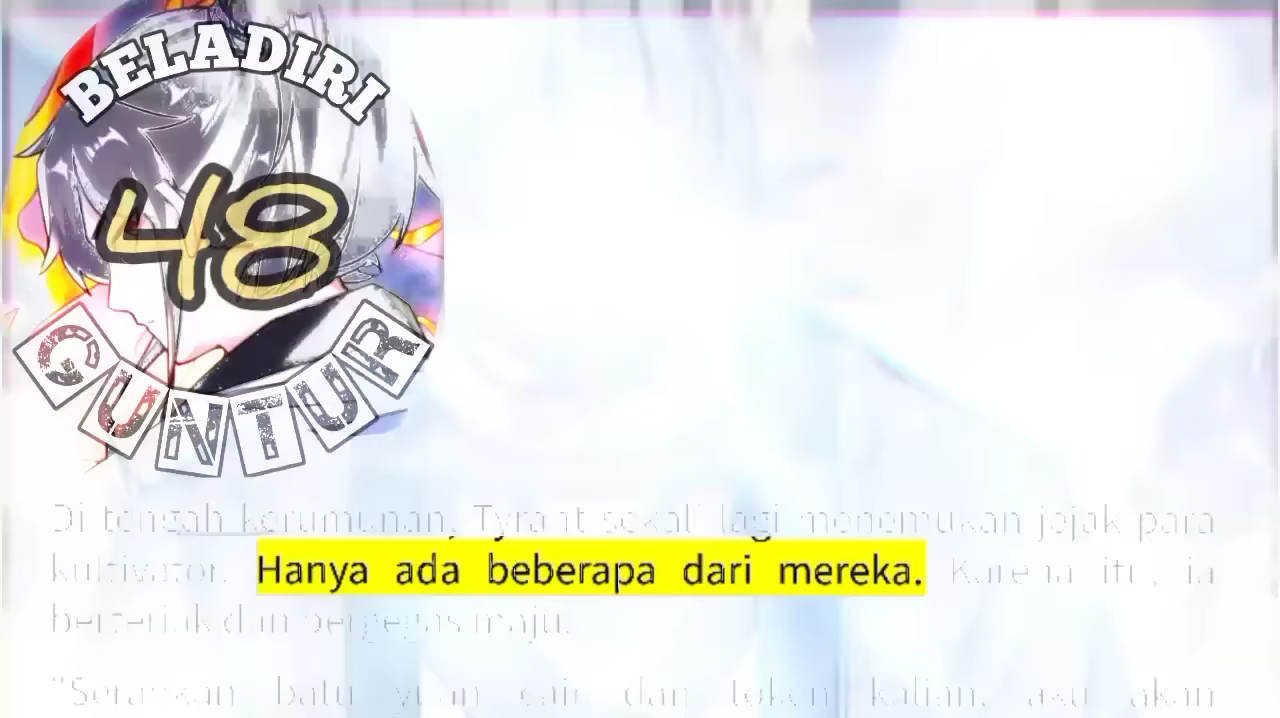 BELADIRI
48
GUNTUR
Di tengah kerumunan, Tyrant sekali lagi menemukan jejak para
kultivator. Hanya ada beberapa dari mereka. Karena itu, ia
berteriak dan bergegas maju.
"Serahkan batu yuan cair dan token kalian, aku akan